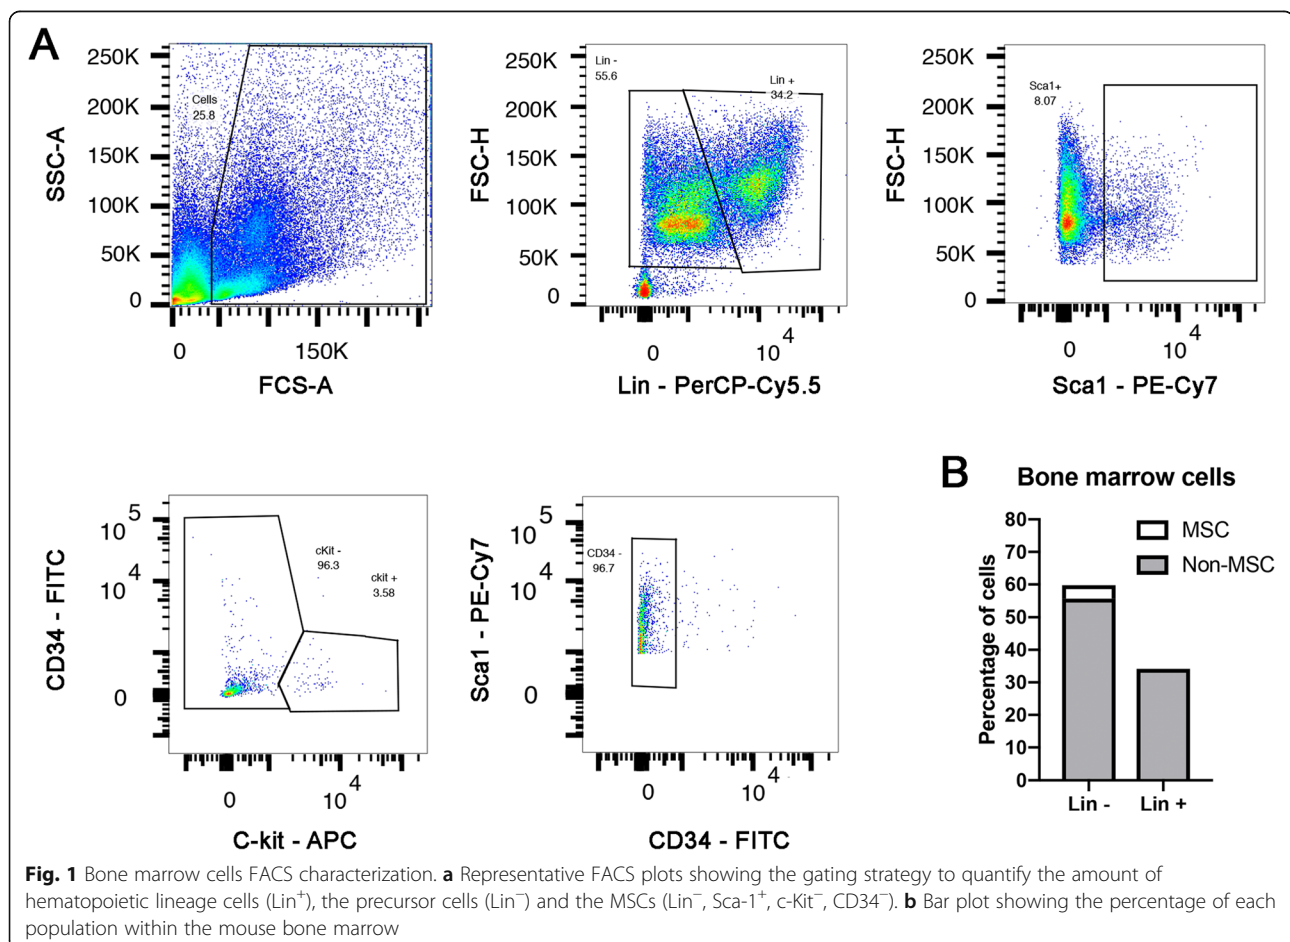 A
SSC-A
250K
200K
150K
100K
50K
0
Cells
25.8
0 150K
FCS-A
FSC-H
250K
200K
150K
100K
50K
0
Lin -
55.6
Lin +
34.2
0 10 4
Lin - PerCP-Cy5.5
FSC-H
250K
200K
150K
100K
50K
0
Sca1+
8.07
0 10 4
Sca1 - PE-Cy7
CD34 - FITC
10 5
10 4
0
cKit -
96.3
ckit +
3.58
0 10 4
C-kit - APC
Sca1 - PE-Cy7
10 5
10 4
0
CD34 -
96.7
0 10 4
CD34 - FITC
B Bone marrow cells
Percentage of cells
80
70
60
50
40
30
20
10
0
MSC
Non-MSC
Lin - Lin +
Fig. 1 Bone marrow cells FACS characterization. a Representative FACS plots showing the gating strategy to quantify the amount of
hematopoietic lineage cells (Lin+), the precursor cells (Lin−) and the MSCs (Lin−, Sca-1+, c-Kit−, CD34−). b Bar plot showing the percentage of each
population within the mouse bone marrow